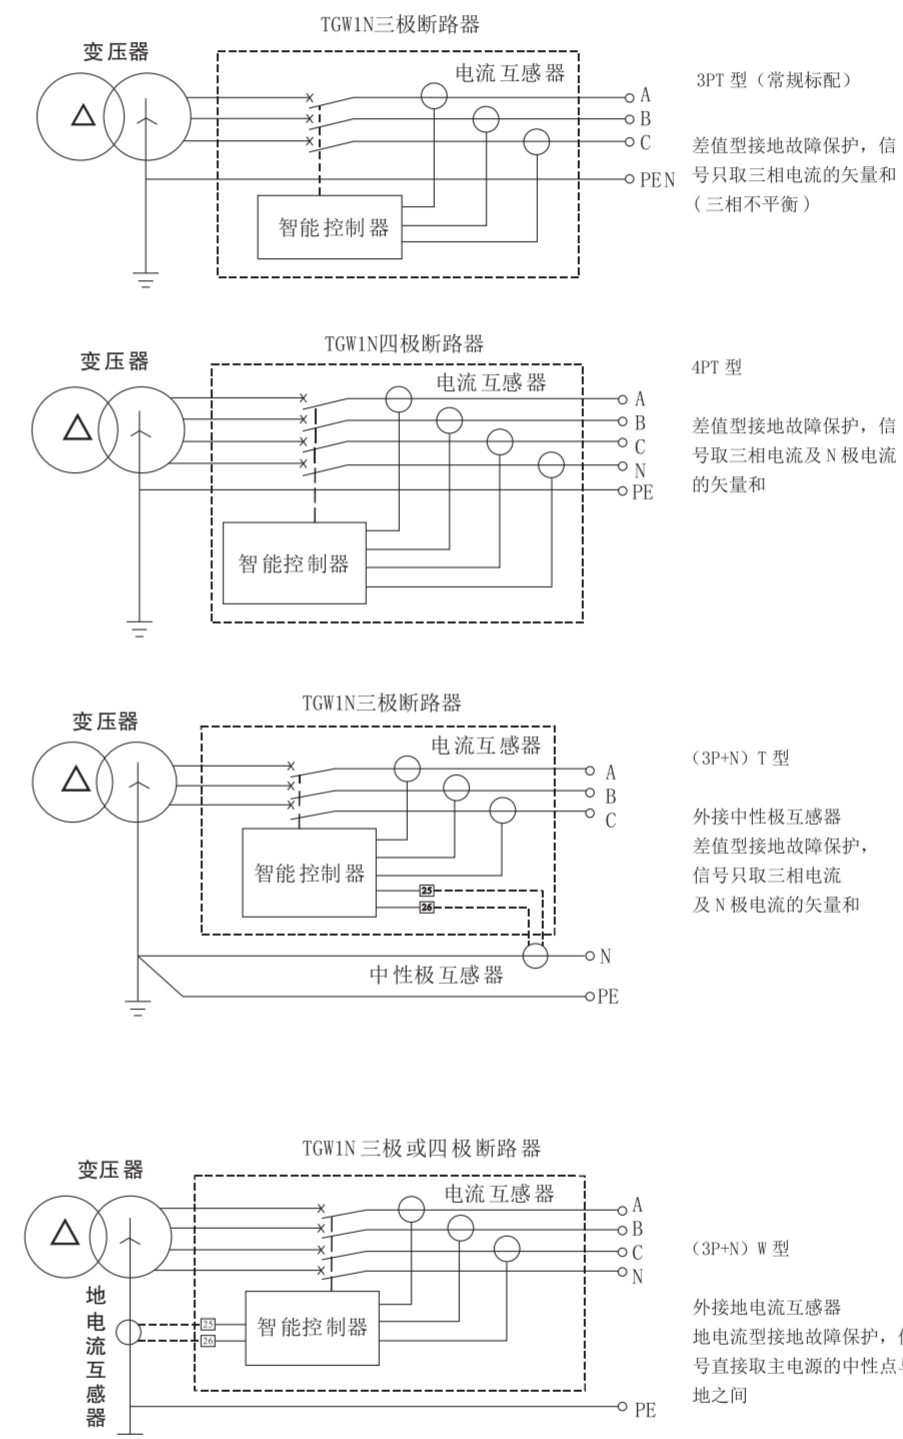 TGW1N三极断路器
变压器
电流互感器
A
B
C
PEN
智能控制器
3PT 型（常规标配）
差值型接地故障保护，信
号只取三相电流的矢量和
( 三相不平衡 )
TGW1N四极断路器
变压器
电流互感器
A
B
C
N
PE
智能控制器
4PT 型
差值型接地故障保护，信
号取三相电流及 N 极电流
的矢量和
TGW1N三极断路器
变压器
电流互感器
A
B
C
智能控制器
25
26
N
中性极互感器
PE
（3P+N）T 型
外接中性极互感器
差值型接地故障保护，
信号只取三相电流
及 N 极电流的矢量和
TGW1N 三极或四极断路器
变压器
电流互感器
A
B
C
N
地电流互感器
25
26
智能控制器
PE
（3P+N）W 型
外接地电流互感器
地电流型接地故障保护，
号直接取主电源的中性点
地之间